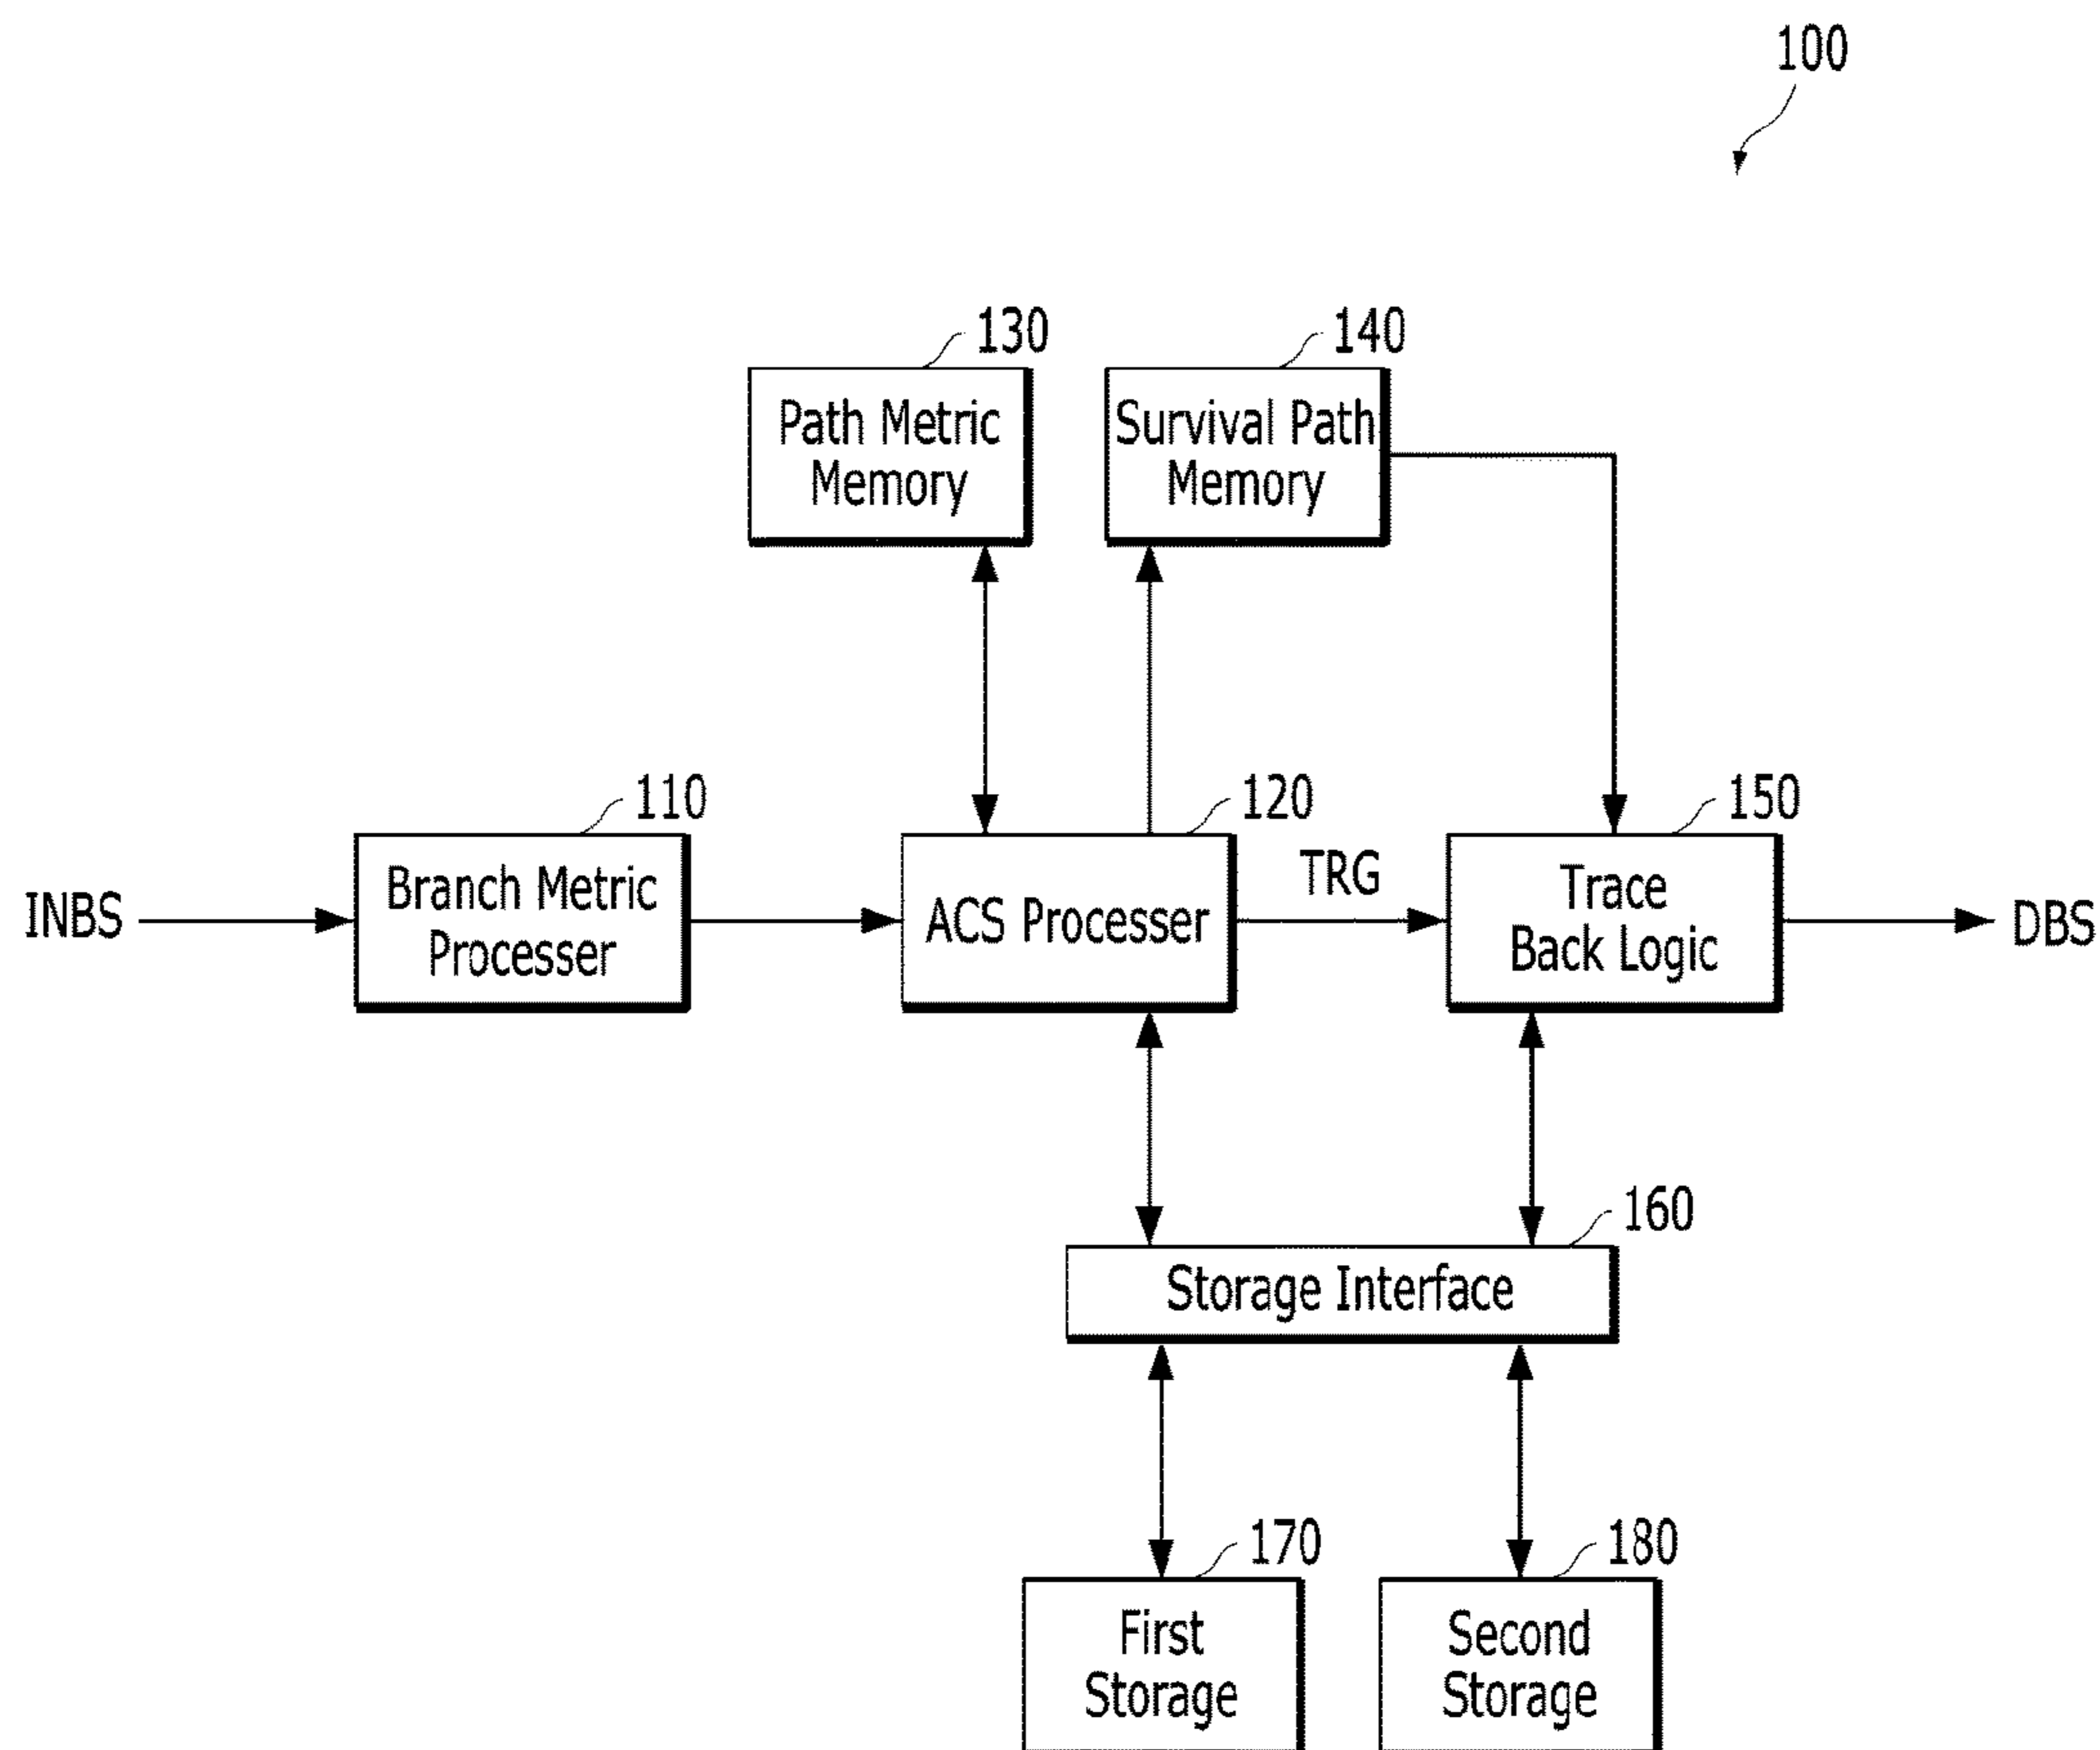 100
130
140
Path Metric
Memory
Survival Path
Memory
110
120
150
INBS
Branch Metric
Processer
ACS Processer
TRG
Trace
Back Logic
DBS
160
Storage Interface
170
180
First
Storage
Second
Storage